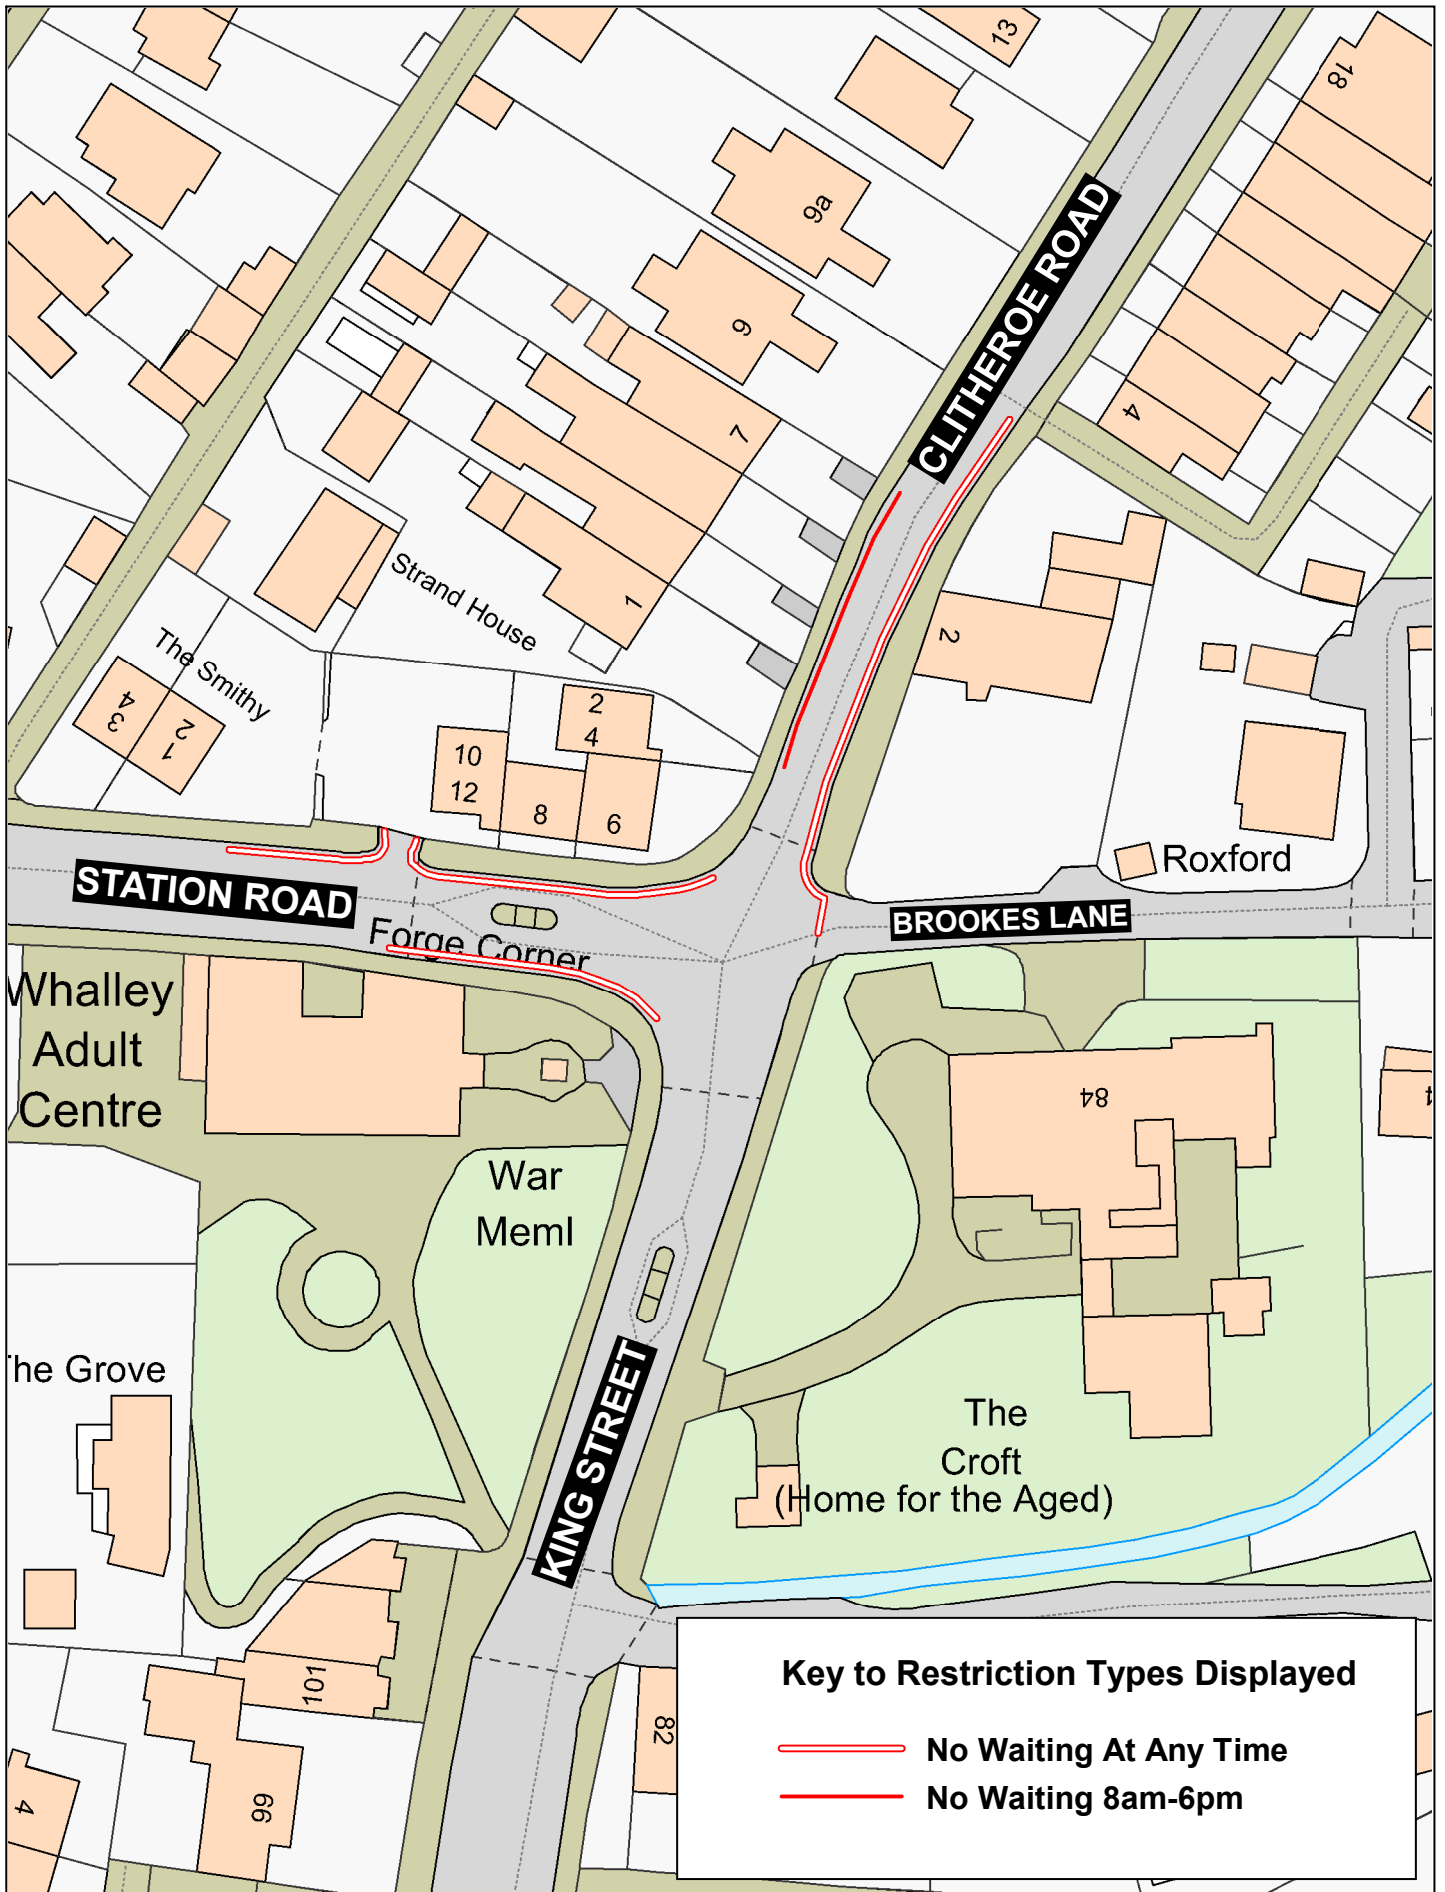 13
18
9a
9
CLITHEROE ROAD
7
4
Strand House
1
2
The Smithy
4
3
2
1
2
4
10
12
8
6
Roxford
STATION ROAD
BROOKES LANE
Forge Corner
Whalley
Adult
Centre
84
War
Meml
The Grove
KING STREET
The
Croft
(Home for the Aged)
101
82
66
4
Key to Restriction Types Displayed
No Waiting At Any Time
No Waiting 8am-6pm